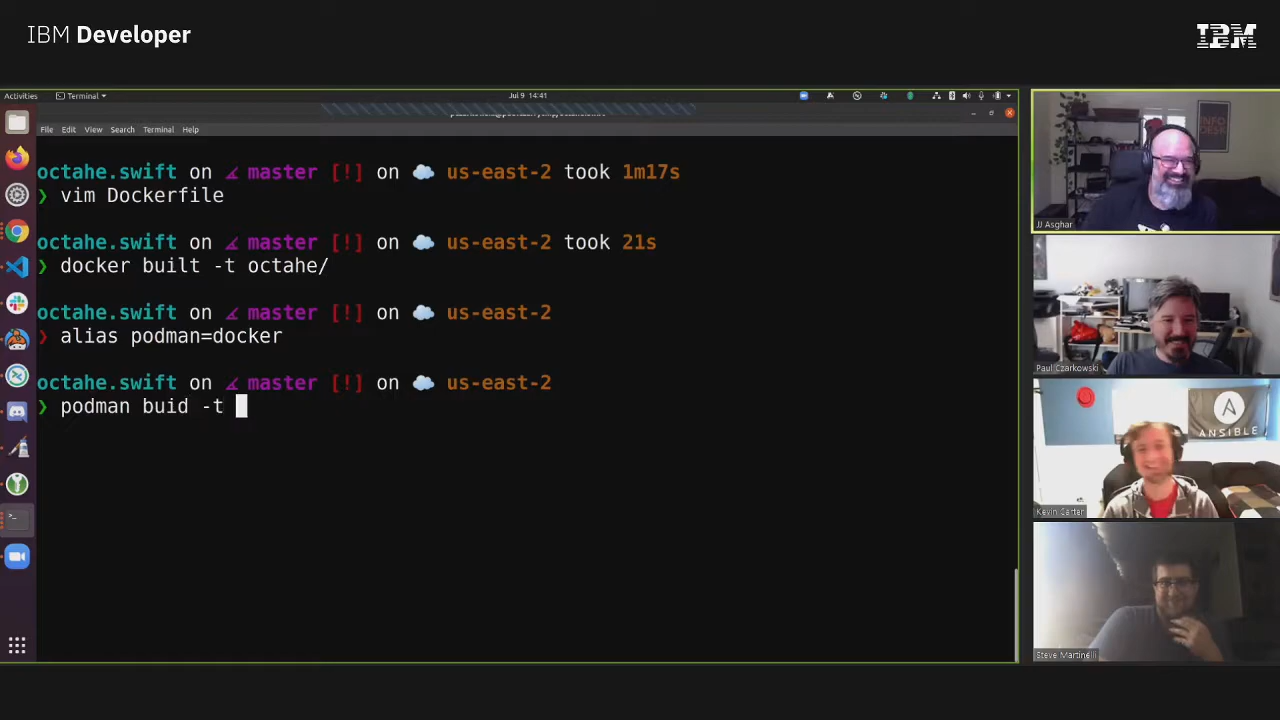 IBM Developer
IBM
Activities
Terminal
Jul 9 14:41
File Edit View Search Terminal Help
octahe.swift on master [!] on us-east-2 took 1m17s
❯ vim Dockerfile
octahe.swift on master [!] on us-east-2 took 21s
❯ docker built -t octahe/
octahe.swift on master [!] on us-east-2
❯ alias podman=docker
octahe.swift on master [!] on us-east-2
❯ podman buid -t
INFO
DESK
JJ Asghar
Paul Czarkowski
ANSIBLE
Kevin Carter
Steve Martinelli